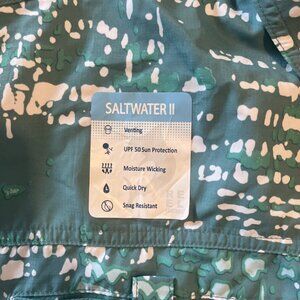 SALTWATER II
Venting
UPF 50 Sun Protection
Moisture Wicking
Quick Dry
Snag Resistant